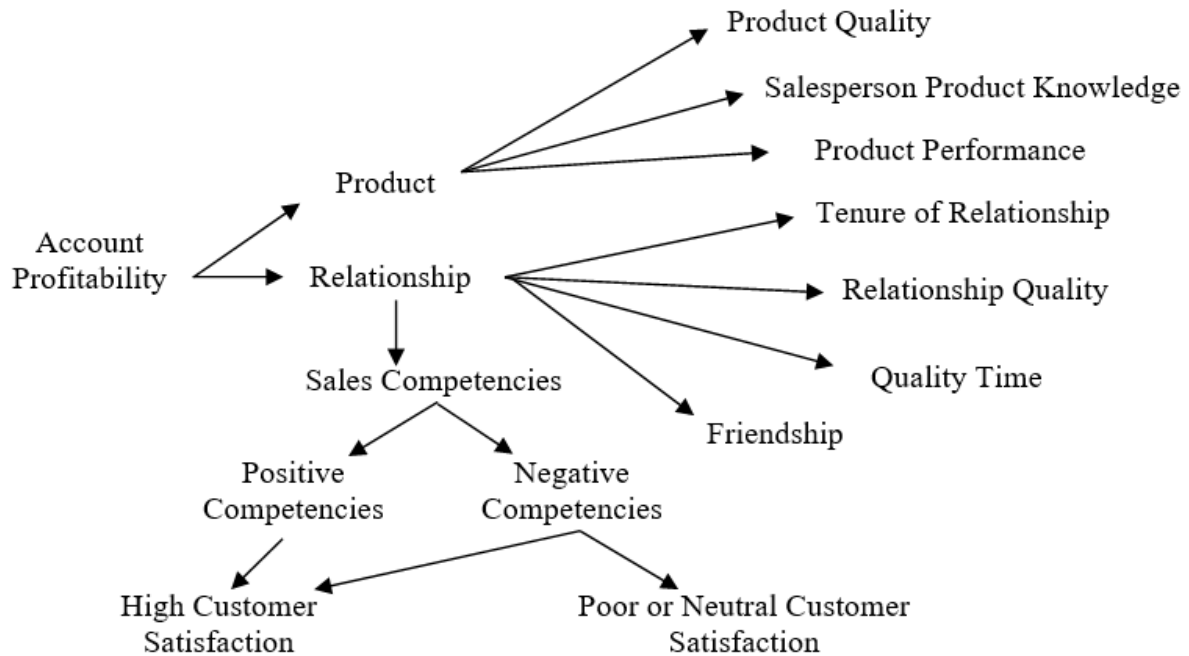 Product Quality
Salesperson Product Knowledge
Product Performance
Product
Tenure of Relationship
Account
Profitability
Relationship
Relationship Quality
Sales Competencies
Quality Time
Friendship
Positive
Competencies
Negative
Competencies
High Customer
Satisfaction
Poor or Neutral Customer
Satisfaction